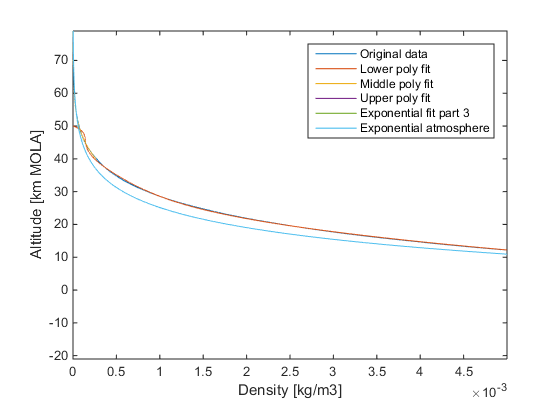 Original data
Lower poly fit
Middle poly fit
Upper poly fit
Exponential fit part 3
Exponential atmosphere
Altitude [km MOLA]
70
60
50
40
30
20
10
0
-10
-20
0 0.5 1 1.5 2 2.5 3 3.5 4 4.5
Density [kg/m3]
×10^-3